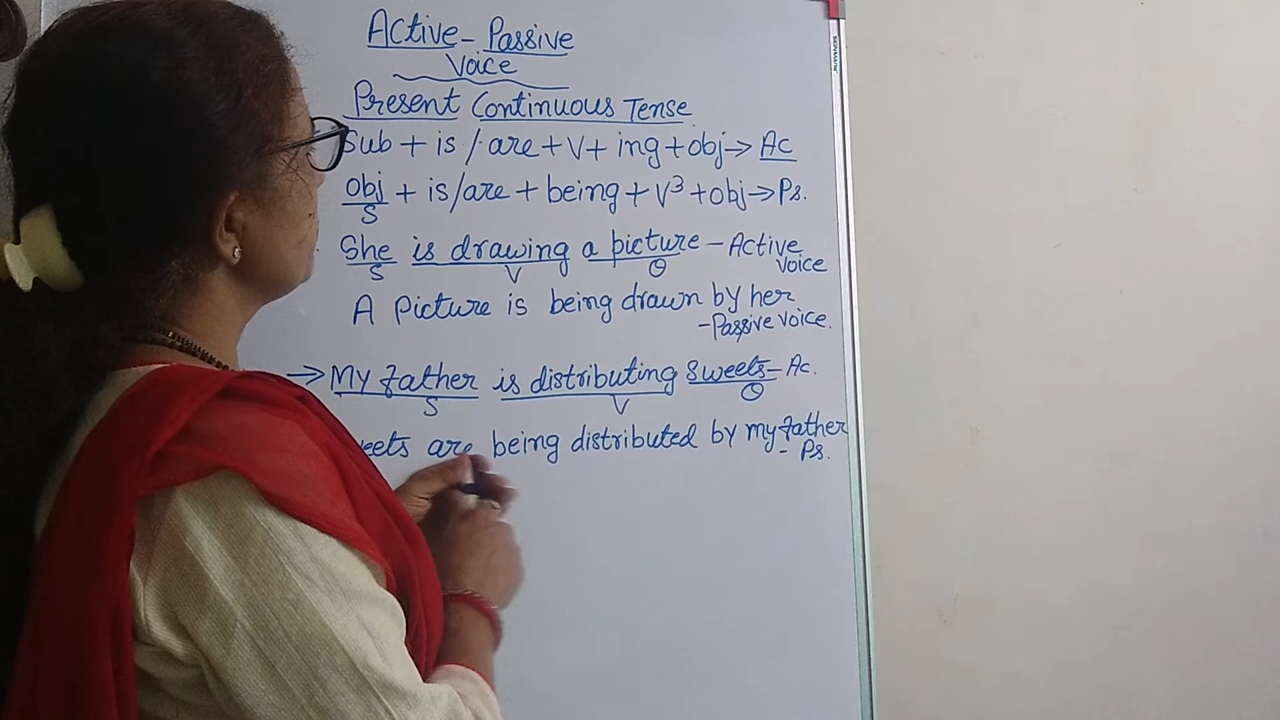 Active - Passive
Voice
Present Continuous Tense
Sub + is / are + V + ing + obj → Ac
obj + is/are + being + V³ + obj → Ps.
S
She is drawing a picture - Active
voice
S V O
A Picture is being drawn by her
- Passive voice.
→ My father is distributing Sweets - Ac.
S V O
are being distributed by my father
- Ps.